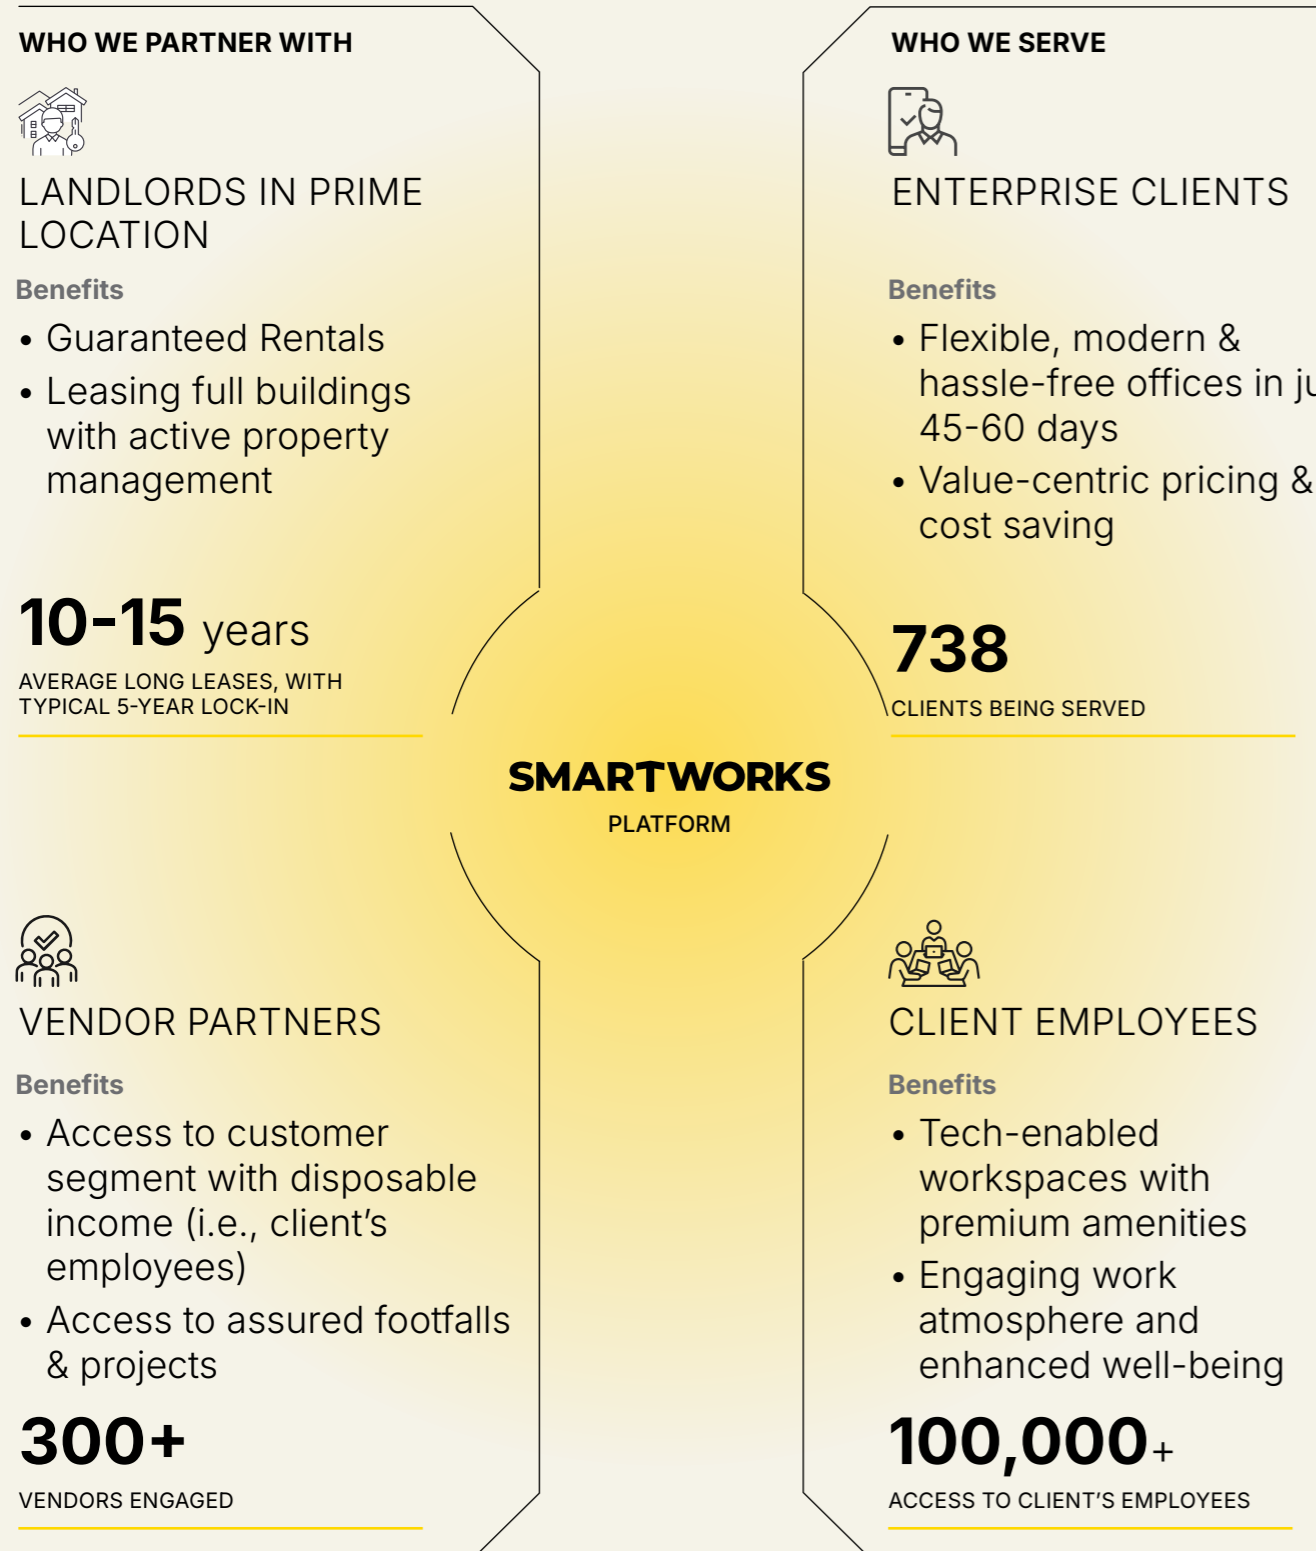 WHO WE PARTNER WITH
LANDLORDS IN PRIME
LOCATION
Benefits
• Guaranteed Rentals
• Leasing full buildings
with active property
management
10-15 years
AVERAGE LONG LEASES, WITH
TYPICAL 5-YEAR LOCK-IN
VENDOR PARTNERS
Benefits
• Access to customer
segment with disposable
income (i.e., client’s
employees)
• Access to assured footfalls
& projects
300+
VENDORS ENGAGED
SMARTWORKS
PLATFORM
WHO WE SERVE
ENTERPRISE CLIENTS
Benefits
• Flexible, modern &
hassle-free offices in
45-60 days
• Value-centric pricing &
cost saving
738
CLIENTS BEING SERVED
CLIENT EMPLOYEES
Benefits
• Tech-enabled
workspaces with
premium amenities
• Engaging work
atmosphere and
enhanced well-being
100,000+
ACCESS TO CLIENT’S EMPLOYEES